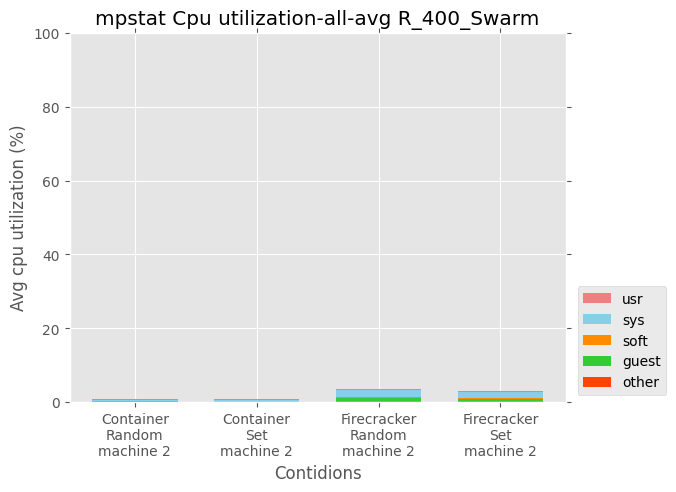 mpstat Cpu utilization-all-avg R_400_Swarm
Avg cpu utilization (%)
100
80
60
40
20
0
Container
Random
machine 2
Container
Set
machine 2
Firecracker
Random
machine 2
Firecracker
Set
machine 2
Contidions
usr
sys
soft
guest
other